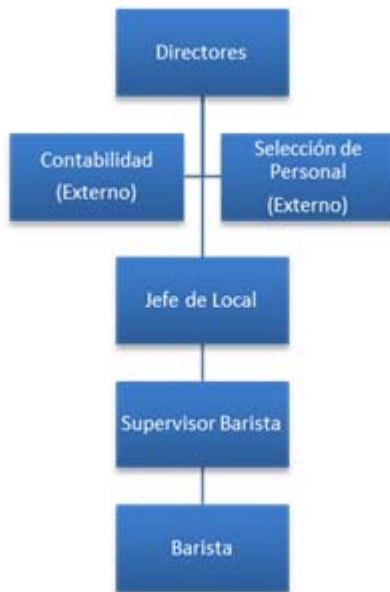 Directores
Contabilidad
(Externo)
Selección de
Personal
(Externo)
Jefe de Local
Supervisor Barista
Barista